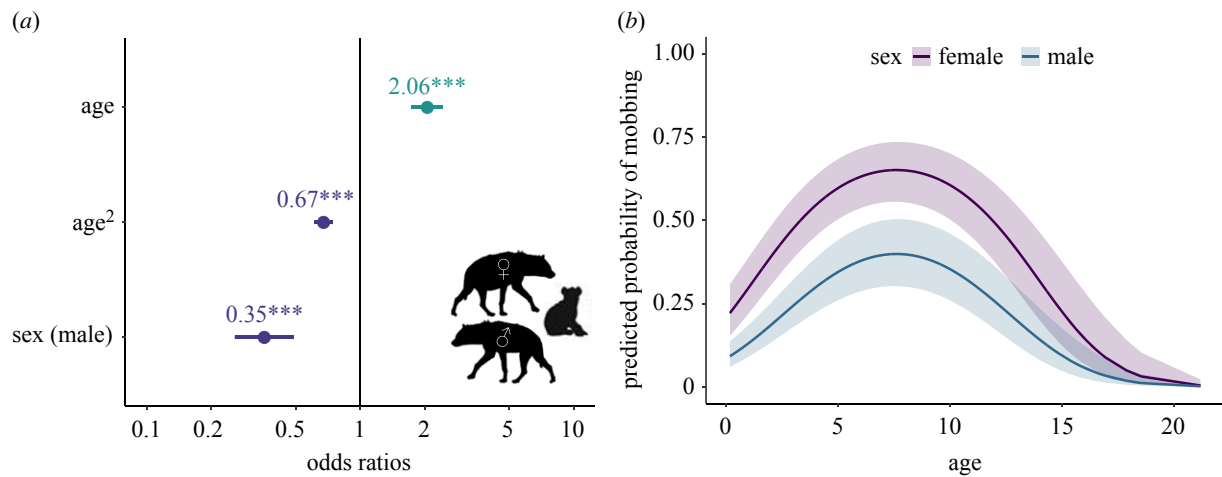 (a)
age
2.06***
age²
0.67***
sex (male)
0.35***
♀
♂
0.1 0.2 0.5 1 2 5 10
odds ratios
(b)
sex female male
predicted probability of mobbing
1.00
0.75
0.50
0.25
0
0 5 10 15 20
age